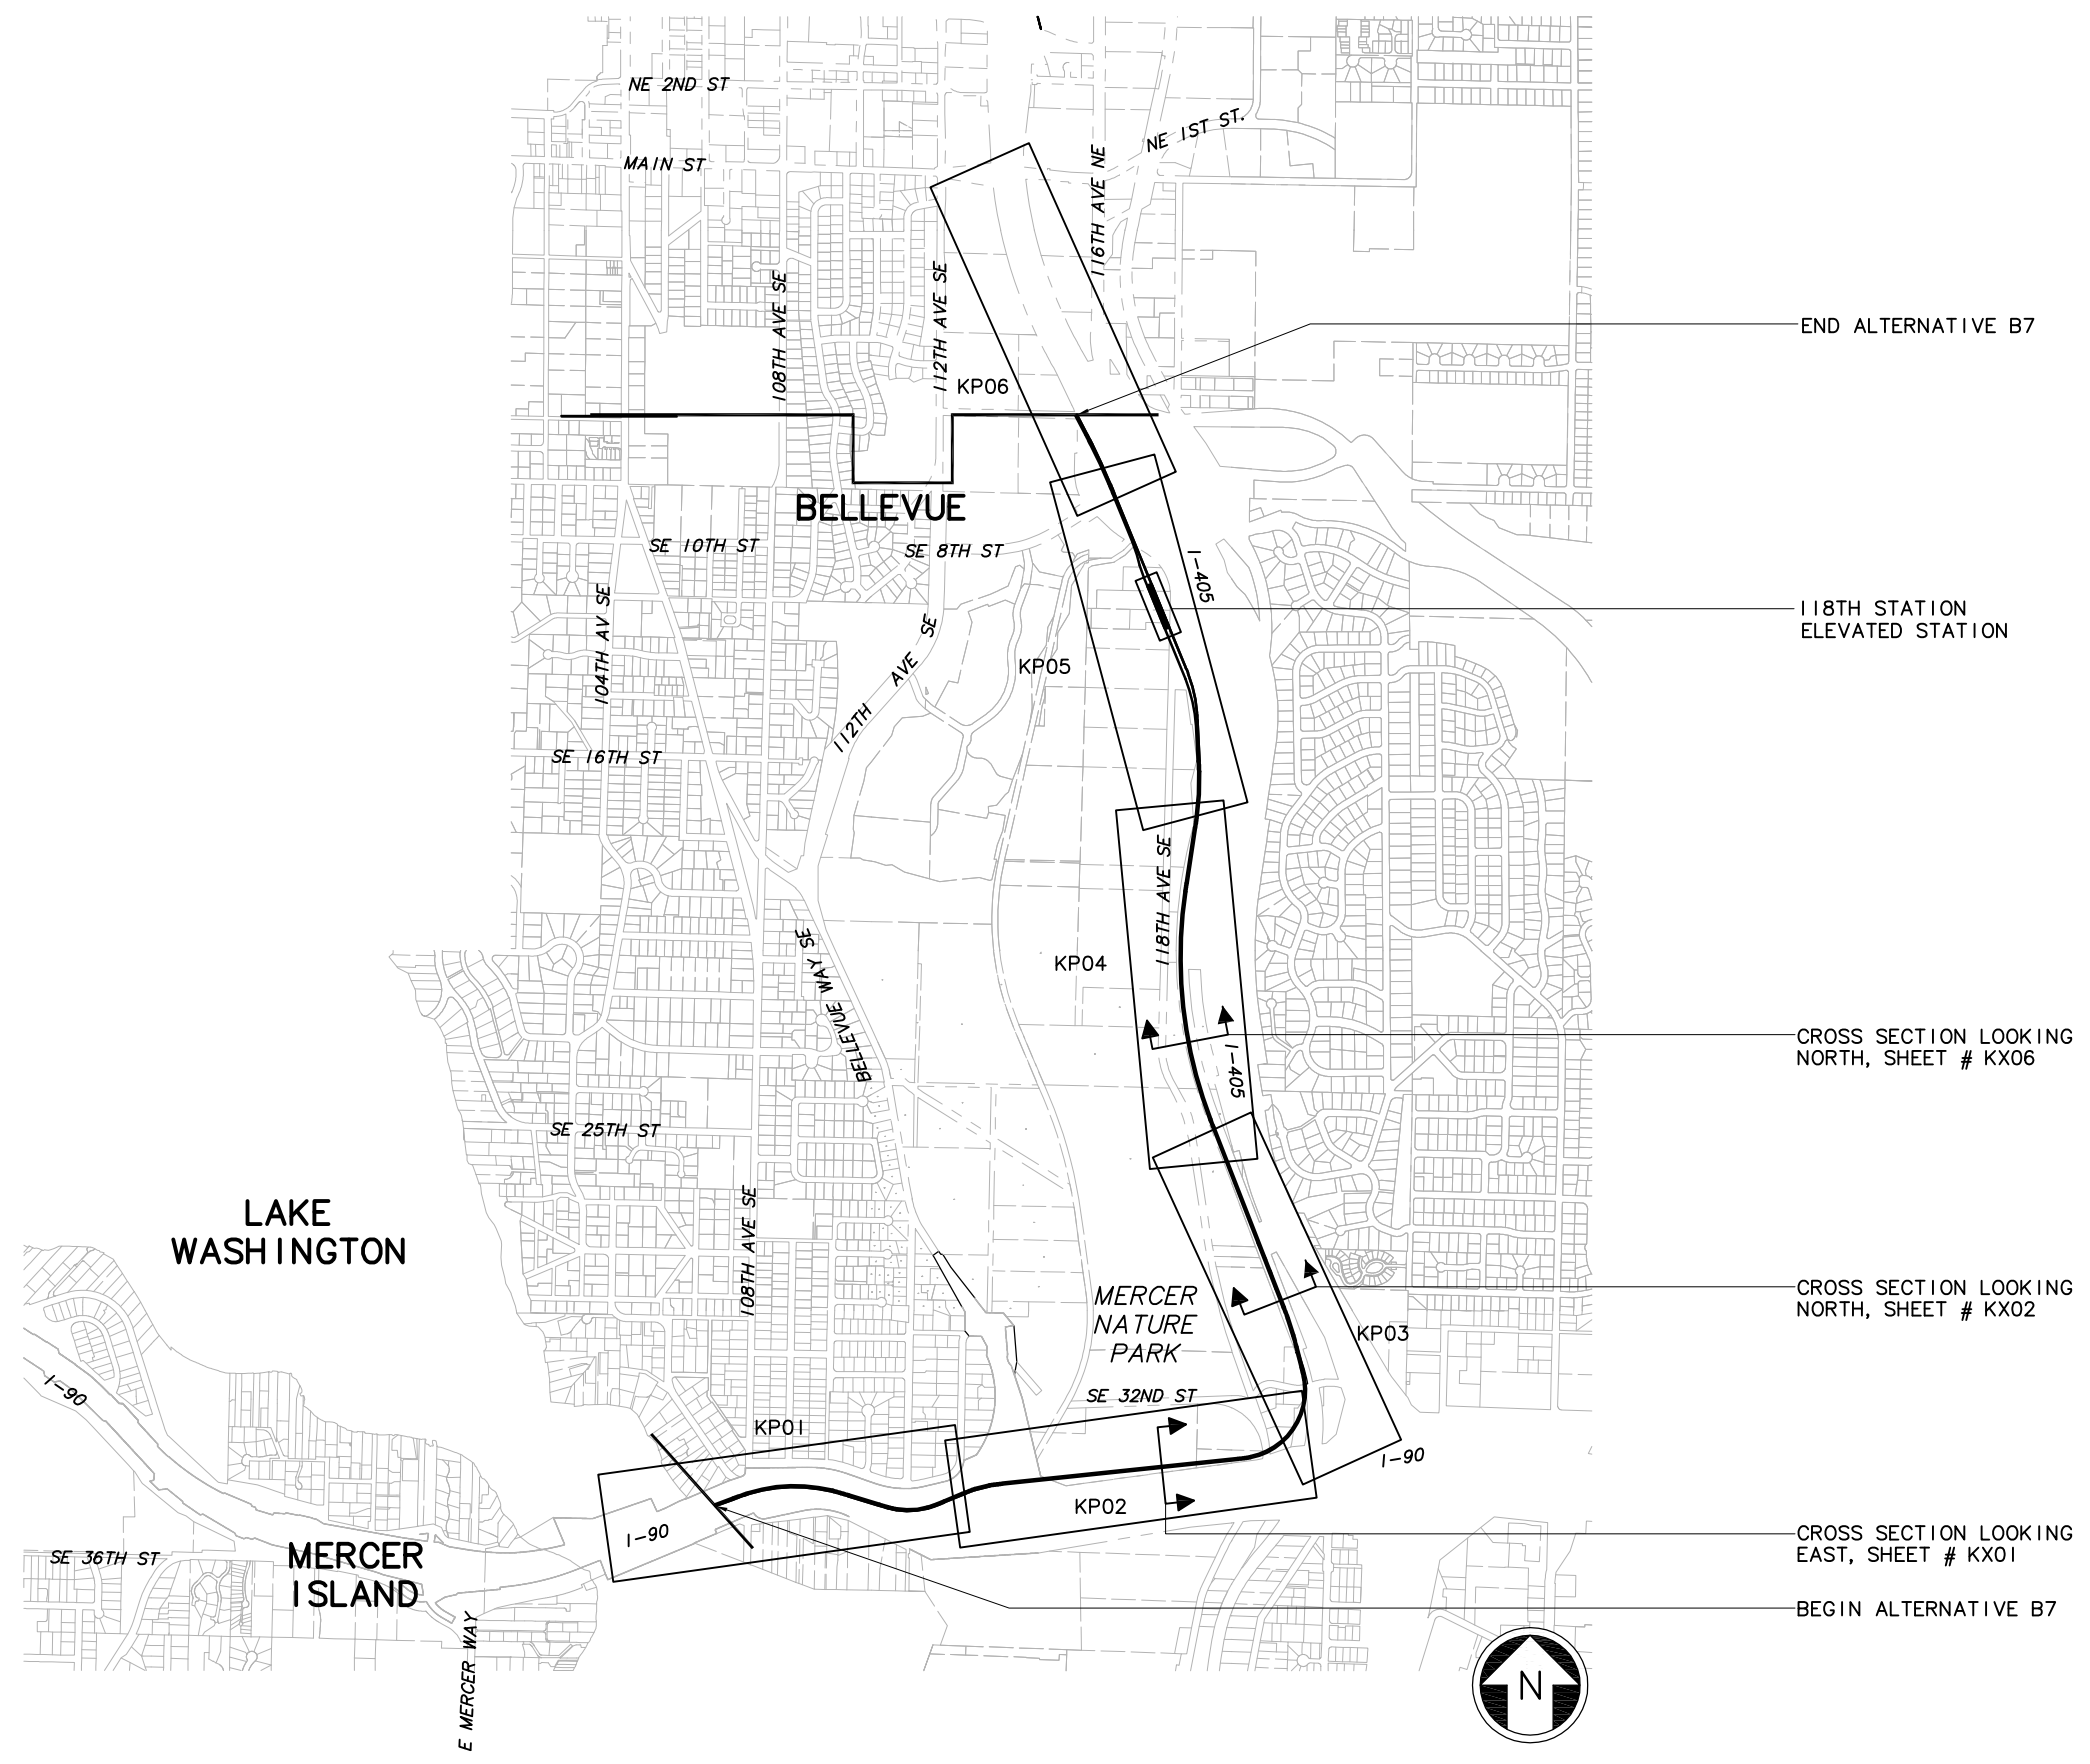 NE 2ND ST
NE 1ST ST.
MAIN ST
116TH AVE NE
108TH AVE SE
112TH AVE SE
END ALTERNATIVE B7
KP06
BELLEVUE
SE 10TH ST
SE 8TH ST
I-405
104TH AV SE
118TH STATION
ELEVATED STATION
112TH AVE SE
KP05
SE 16TH ST
118TH AVE SE
BELLEVUE WAY SE
KP04
CROSS SECTION LOOKING
NORTH, SHEET # KX06
I-405
SE 25TH ST
108TH AVE SE
LAKE
WASHINGTON
MERCER
NATURE
PARK
CROSS SECTION LOOKING
NORTH, SHEET # KX02
KP03
I-90
SE 32ND ST
KP01
I-90
KP02
I-90
CROSS SECTION LOOKING
EAST, SHEET # KX01
SE 36TH ST
MERCER
ISLAND
BEGIN ALTERNATIVE B7
E MERCER WAY
N